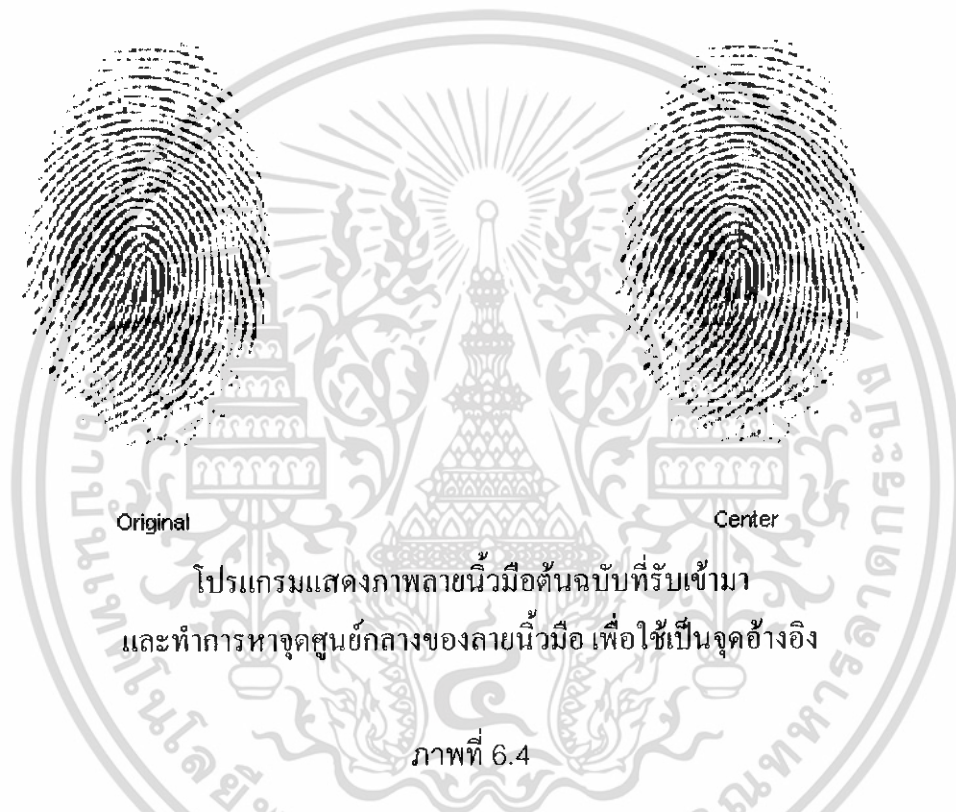 Original Center
โปรแกรมแสดงภาพลายนิ้วมือต้นฉบับที่รับเข้ามา
และทำการหาจุดศูนย์กลางของลายนิ้วมือ เพื่อใช้เป็นจุดอ้างอิง
ภาพที่ 6.4